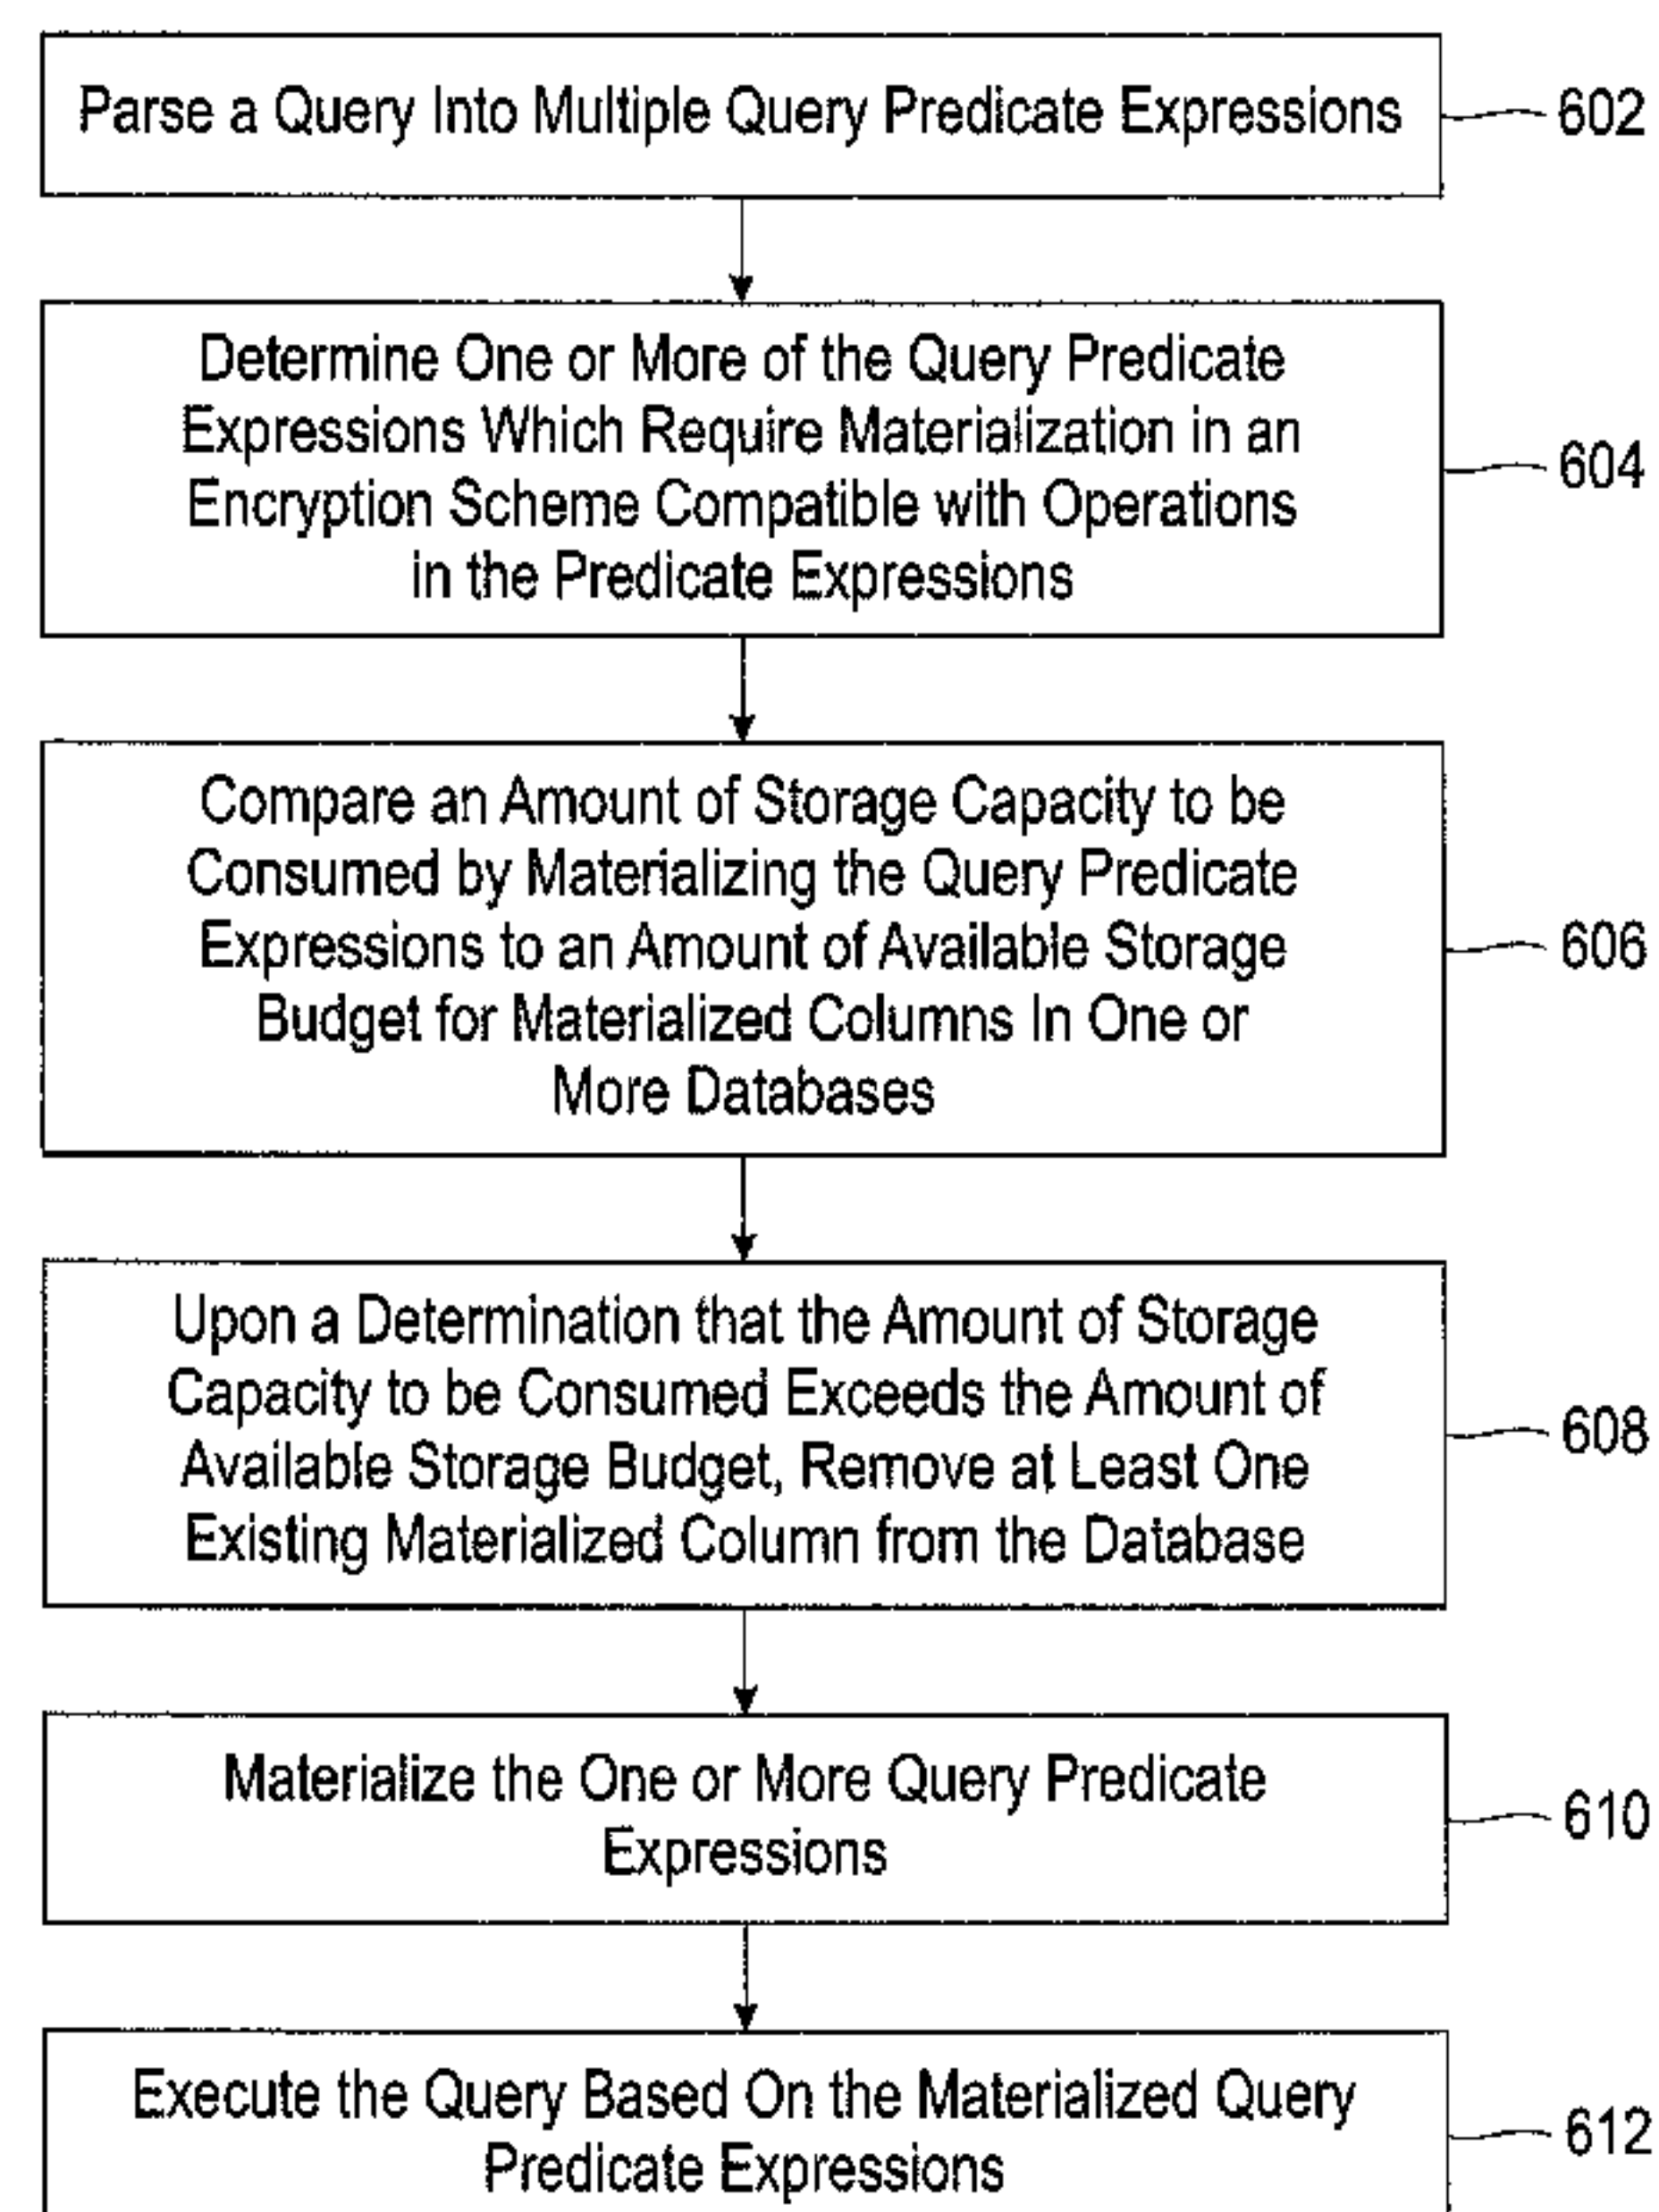 Parse a Query Into Multiple Query Predicate Expressions
602
Determine One or More of the Query Predicate
Expressions Which Require Materialization in an
Encryption Scheme Compatible with Operations
in the Predicate Expressions
604
Compare an Amount of Storage Capacity to be
Consumed by Materializing the Query Predicate
Expressions to an Amount of Available Storage
Budget for Materialized Columns In One or
More Databases
606
Upon a Determination that the Amount of Storage
Capacity to be Consumed Exceeds the Amount of
Available Storage Budget, Remove at Least One
Existing Materialized Column from the Database
608
Materialize the One or More Query Predicate
Expressions
610
Execute the Query Based On the Materialized Query
Predicate Expressions
612